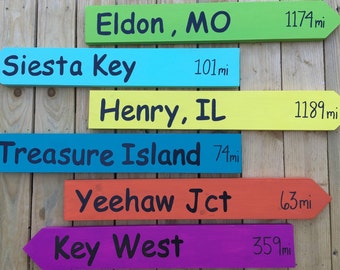 Eldon, MO 1174mi
Siesta Key 101mi
Henry, IL 1189mi
Treasure Island 74mi
Yeehaw Jct 63mi
Key West 359mi